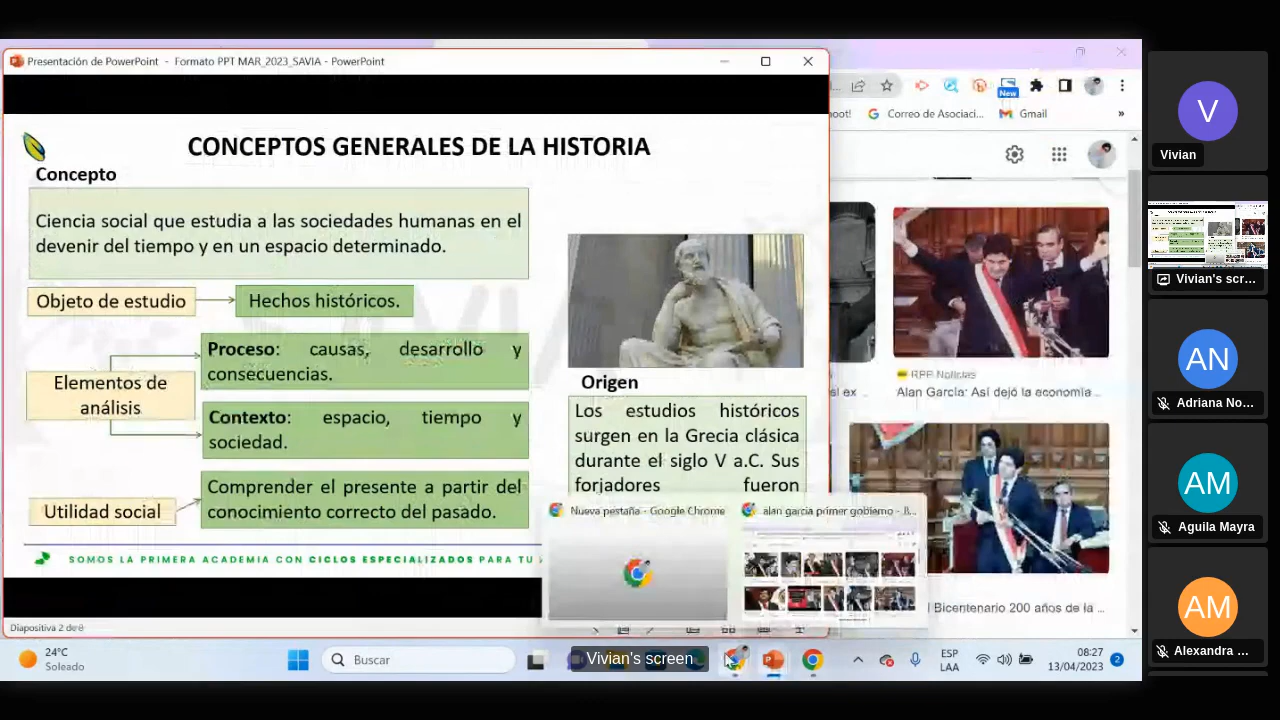 Presentación de PowerPoint - Formato PPT MAR_2023_SAVIA - PowerPoint
CONCEPTOS GENERALES DE LA HISTORIA
Concepto
Ciencia social que estudia a las sociedades humanas en el
devenir del tiempo y en un espacio determinado.
Objeto de estudio
Hechos históricos.
Elementos de
análisis
Proceso: causas, desarrollo y
consecuencias.
Contexto: espacio, tiempo y
sociedad.
Utilidad social
Comprender el presente a partir del
conocimiento correcto del pasado.
Origen
Los estudios históricos
surgen en la Grecia clásica
durante el siglo V a.C. Sus
forjadores fueron
SOMOS LA PRIMERA ACADEMIA CON CICLOS ESPECIALIZADOS PARA TU
Diapositiva 2 de 8
New
Correo de Asociaci...
Gmail
»
RPP Noticias
Alan García: Así dejó la economía ...
Bicentenario 200 años de la ...
Nueva pestaña - Google Chrome
alan garcia primer gobierno - B...
24°C
Soleado
Buscar
Vivian's screen
ESP
LAA
08:27
13/04/2023
2
V
Vivian
Vivian's scr...
AN
Adriana No...
AM
Aguila Mayra
AM
Alexandra ...